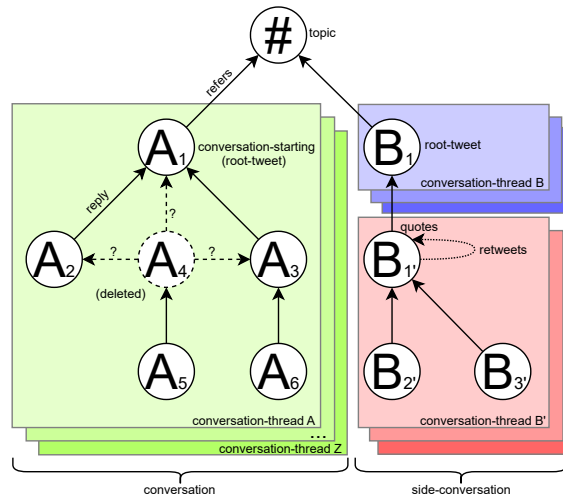 #
topic
refers
A1
conversation-starting
(root-tweet)
B1
root-tweet
conversation-thread B
reply
?
quotes
A2
?
A4
?
A3
B1'
retweets
(deleted)
A5
A6
B2'
B3'
conversation-thread A
conversation-thread B'
...
conversation-thread Z
conversation
side-conversation